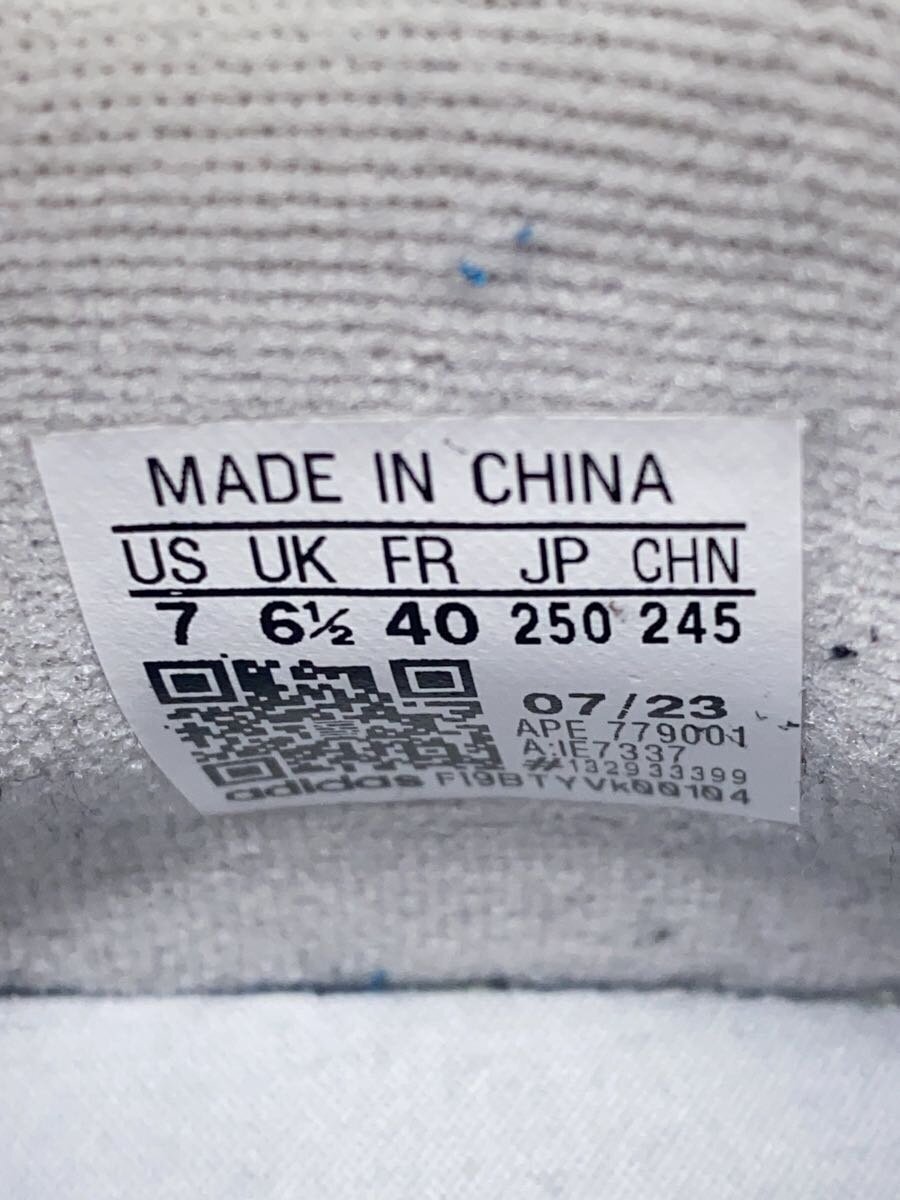 MADE IN CHINA
US UK FR JP CHN
7 6½ 40 250 245
07/23
APE 779001
A:IE7337
#132933399
adidas F19BTYVk00104